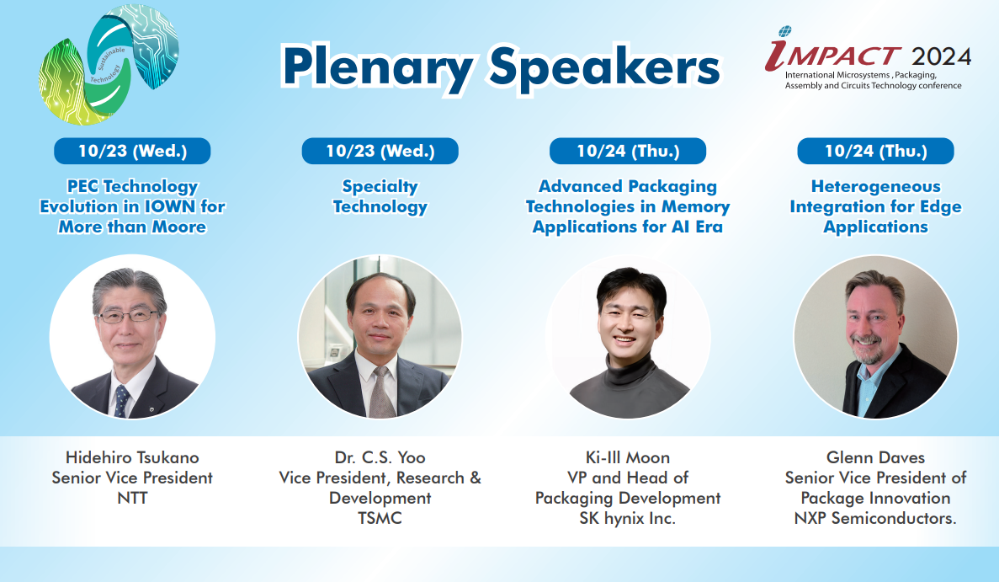 Sustainable
Technology
Plenary Speakers
iMPACT 2024
International Microsystems , Packaging,
Assembly and Circuits Technology conference
10/23 (Wed.)
PEC Technology
Evolution in IOWN for
More than Moore
Hidehiro Tsukano
Senior Vice President
NTT
10/23 (Wed.)
Specialty
Technology
Dr. C.S. Yoo
Vice President, Research &
Development
TSMC
10/24 (Thu.)
Advanced Packaging
Technologies in Memory
Applications for AI Era
Ki-Ill Moon
VP and Head of
Packaging Development
SK hynix Inc.
10/24 (Thu.)
Heterogeneous
Integration for Edge
Applications
Glenn Daves
Senior Vice President of
Package Innovation
NXP Semiconductors.